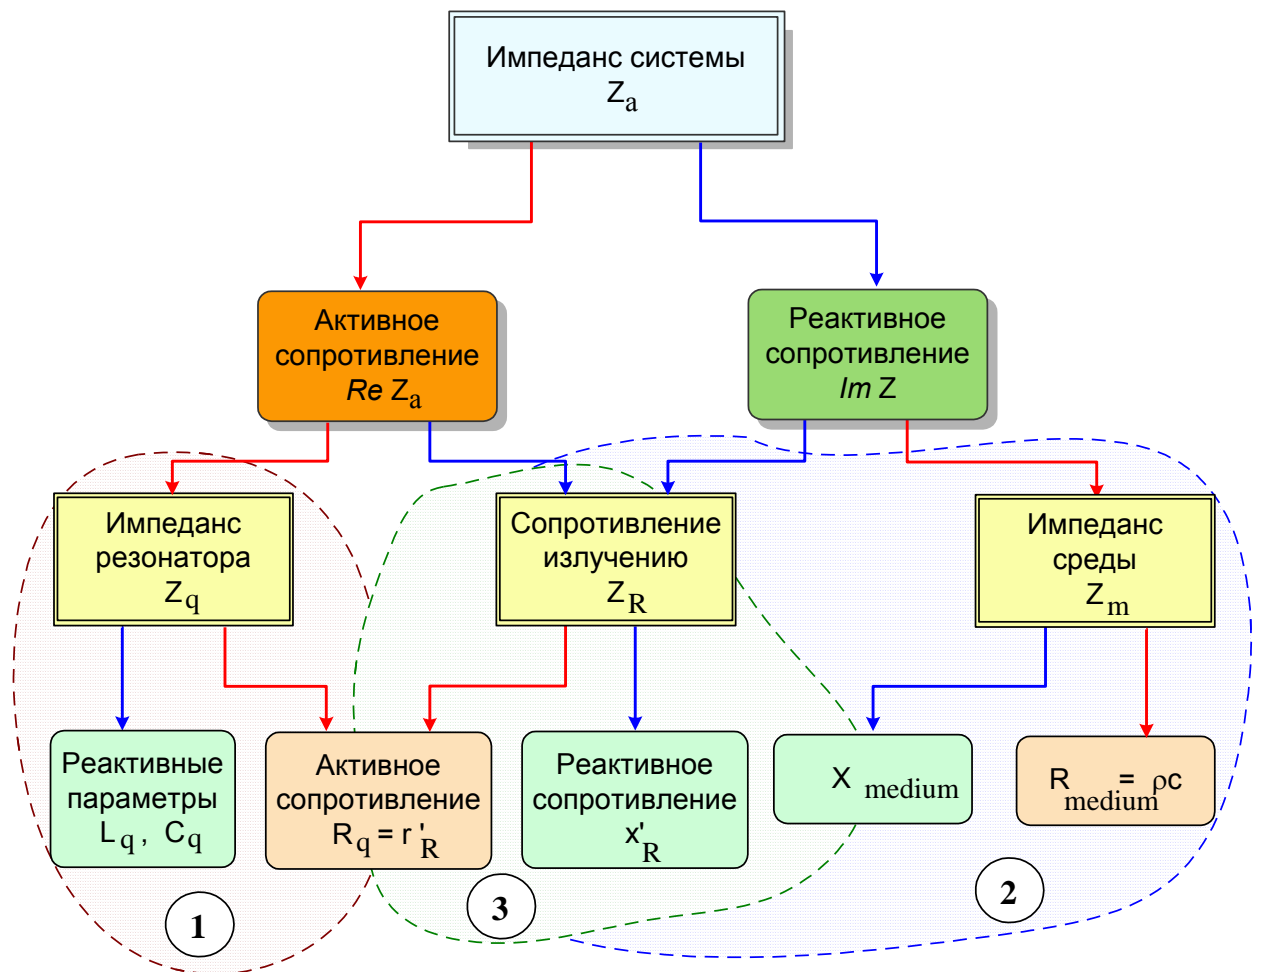 Импеданс системы
Za
Активное
сопротивление
Re Za
Реактивное
сопротивление
Im Z
Импеданс
резонатора
Zq
Сопротивление
излучению
ZR
Импеданс
среды
Zm
Реактивные
параметры
Lq , Cq
Активное
сопротивление
Rq = r'R
Реактивное
сопротивление
x'R
X medium
R medium = ρc
1
3
2